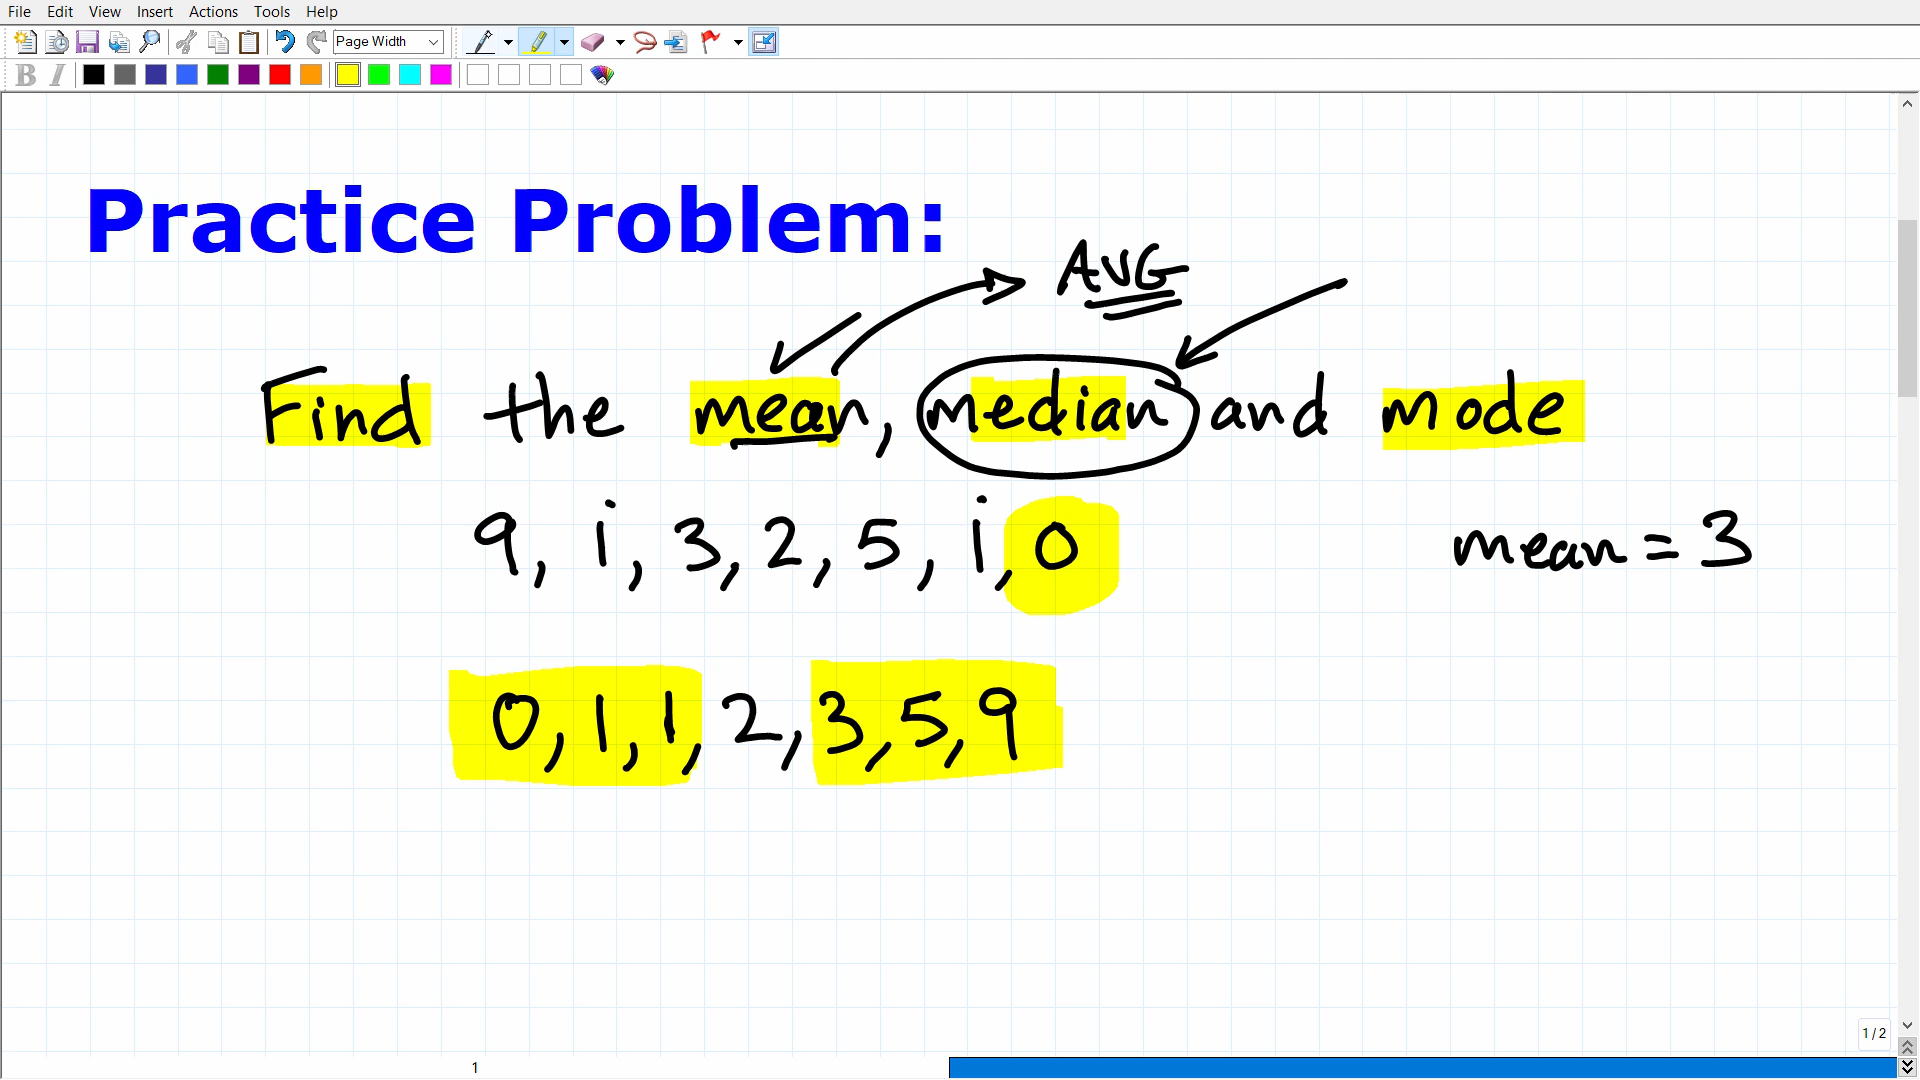 File Edit View Insert Actions Tools Help
Page Width
B I
Practice Problem:
AVG
Find the mean, median and mode
9, 1, 3, 2, 5, 1, 0
mean = 3
0, 1, 1, 2, 3, 5, 9
1 / 2
1